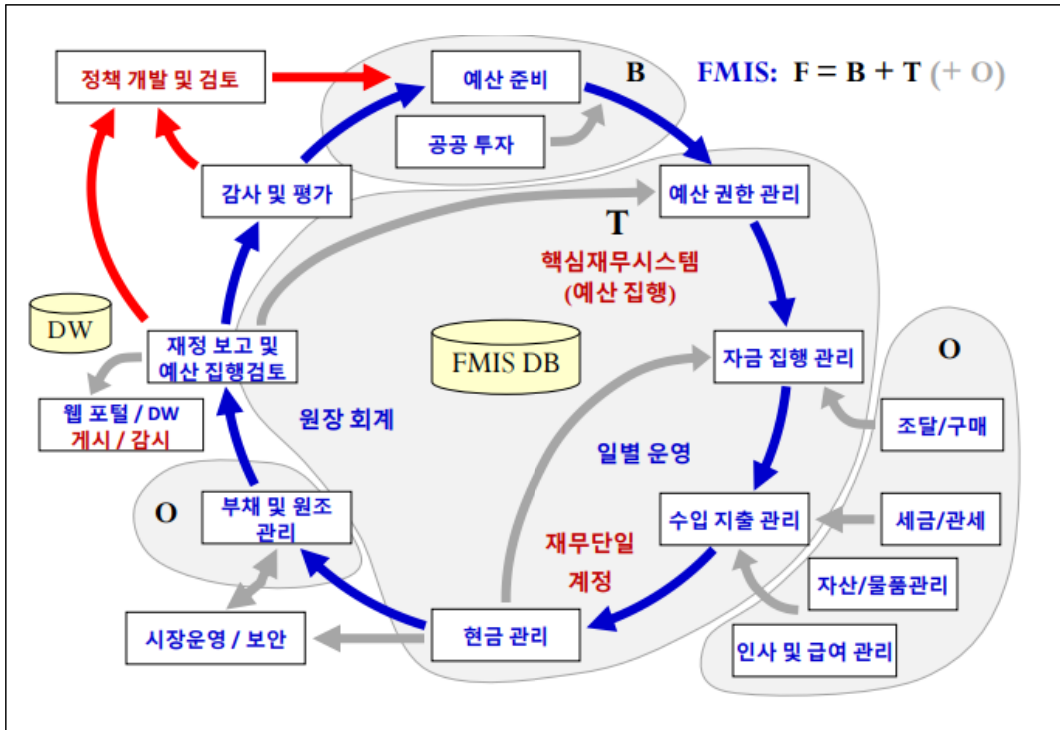 정책 개발 및 검토
예산 준비
B
FMIS: F = B + T (+ O)
공공 투자
감사 및 평가
예산 권한 관리
T
핵심재무시스템
(예산 집행)
DW
재정 보고 및
예산 집행검토
FMIS DB
자금 집행 관리
O
웹 포털 / DW
게시 / 감시
원장 회계
조달/구매
일별 운영
O
부채 및 원조
관리
수입 지출 관리
세금/관세
재무단일
계정
자산/물품관리
시장운영 / 보안
현금 관리
인사 및 급여 관리